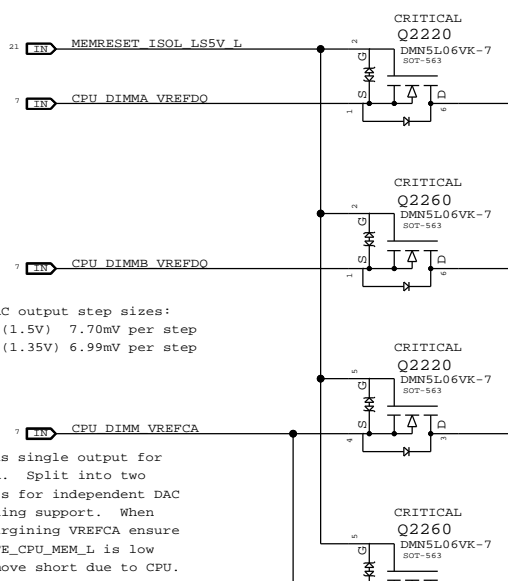 CRITICAL
Q2220
DMN5L06VK-7
SOT-563
21 IN MEMRESET_ISOL_LS5V_L
2
G
S
D
7 IN CPU_DIMMA_VREFDQ
1
6
CRITICAL
Q2260
DMN5L06VK-7
SOT-563
2
G
S
D
7 IN CPU_DIMMB_VREFDQ
1
6
AC output step sizes:
(1.5V) 7.70mV per step
(1.35V) 6.99mV per step
CRITICAL
Q2220
DMN5L06VK-7
SOT-563
5
G
S
D
7 IN CPU_DIMM_VREFCA
4
3
s single output for
. Split into two
s for independent DAC
ing support. When
rgining VREFCA ensure
E_CPU_MEM_L is low
ove short due to CPU.
CRITICAL
Q2260
DMN5L06VK-7
SOT-563
5
G